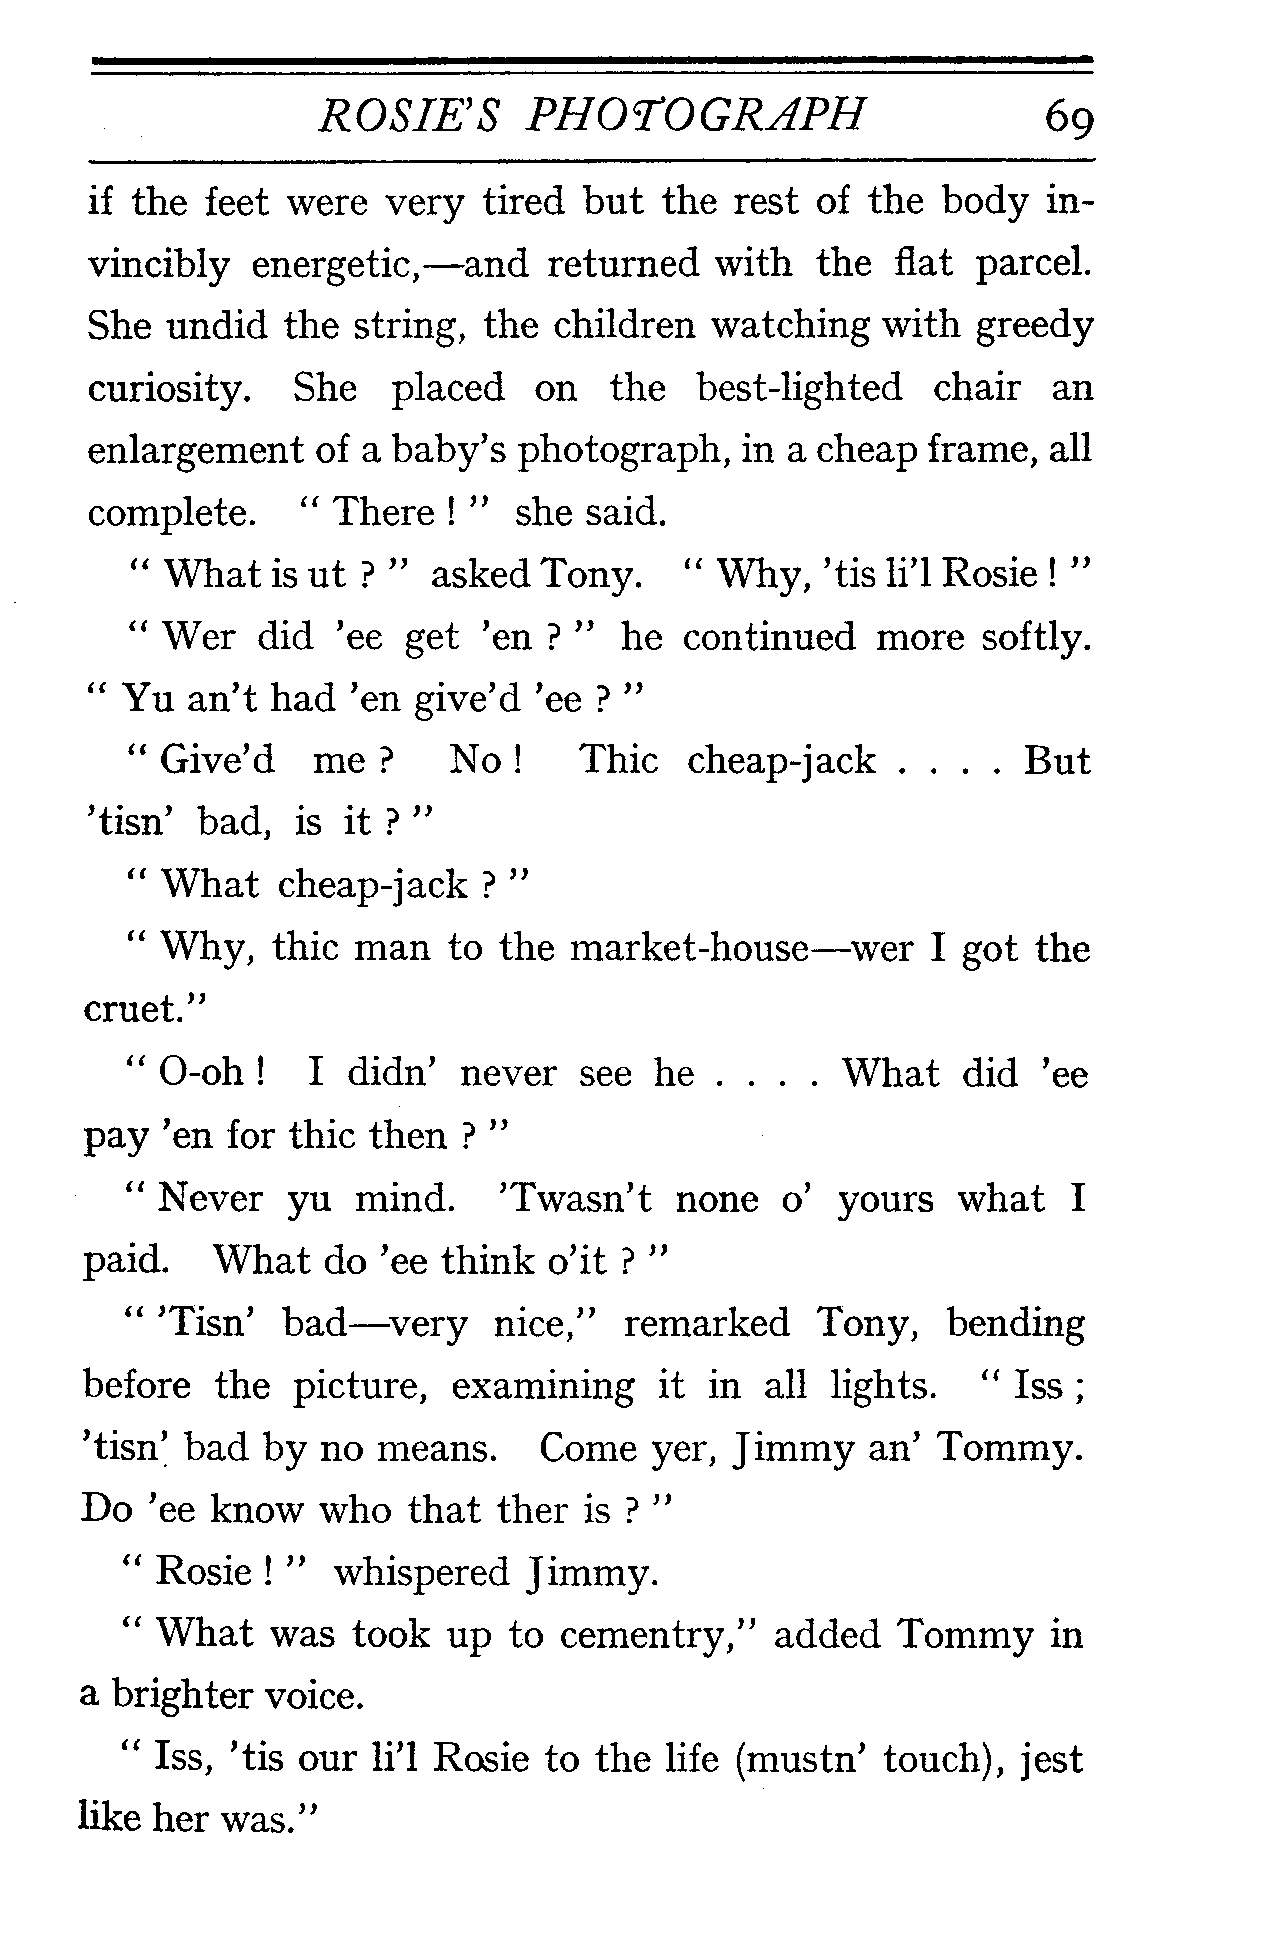 ROSIE'S PHOTOGRAPH 69
if the feet were very tired but the rest of the body in-
vincibly energetic,—and returned with the flat parcel.
She undid the string, the children watching with greedy
curiosity. She placed on the best-lighted chair an
enlargement of a baby's photograph, in a cheap frame, all
complete. “ There ! ” she said.
“ What is ut ? ” asked Tony. “ Why, ’tis li’l Rosie ! ”
“ Wer did ’ee get ’en ? ” he continued more softly.
“ Yu an’t had ’en give’d ’ee ? ”
“ Give’d me ? No ! Thic cheap-jack . . . . But
’tisn’ bad, is it ? ”
“ What cheap-jack ? ”
“ Why, thic man to the market-house—wer I got the
cruet.”
“ O-oh ! I didn’ never see he . . . . What did ’ee
pay ’en for thic then ? ”
“ Never yu mind. ’Twasn’t none o’ yours what I
paid. What do ’ee think o’it ? ”
“ ’Tisn’ bad—very nice,” remarked Tony, bending
before the picture, examining it in all lights. “ Iss ;
’tisn’ bad by no means. Come yer, Jimmy an’ Tommy.
Do ’ee know who that ther is ? ”
“ Rosie ! ” whispered Jimmy.
“ What was took up to cementry,” added Tommy in
a brighter voice.
“ Iss, ’tis our li’l Rosie to the life (mustn’ touch), jest
like her was.”